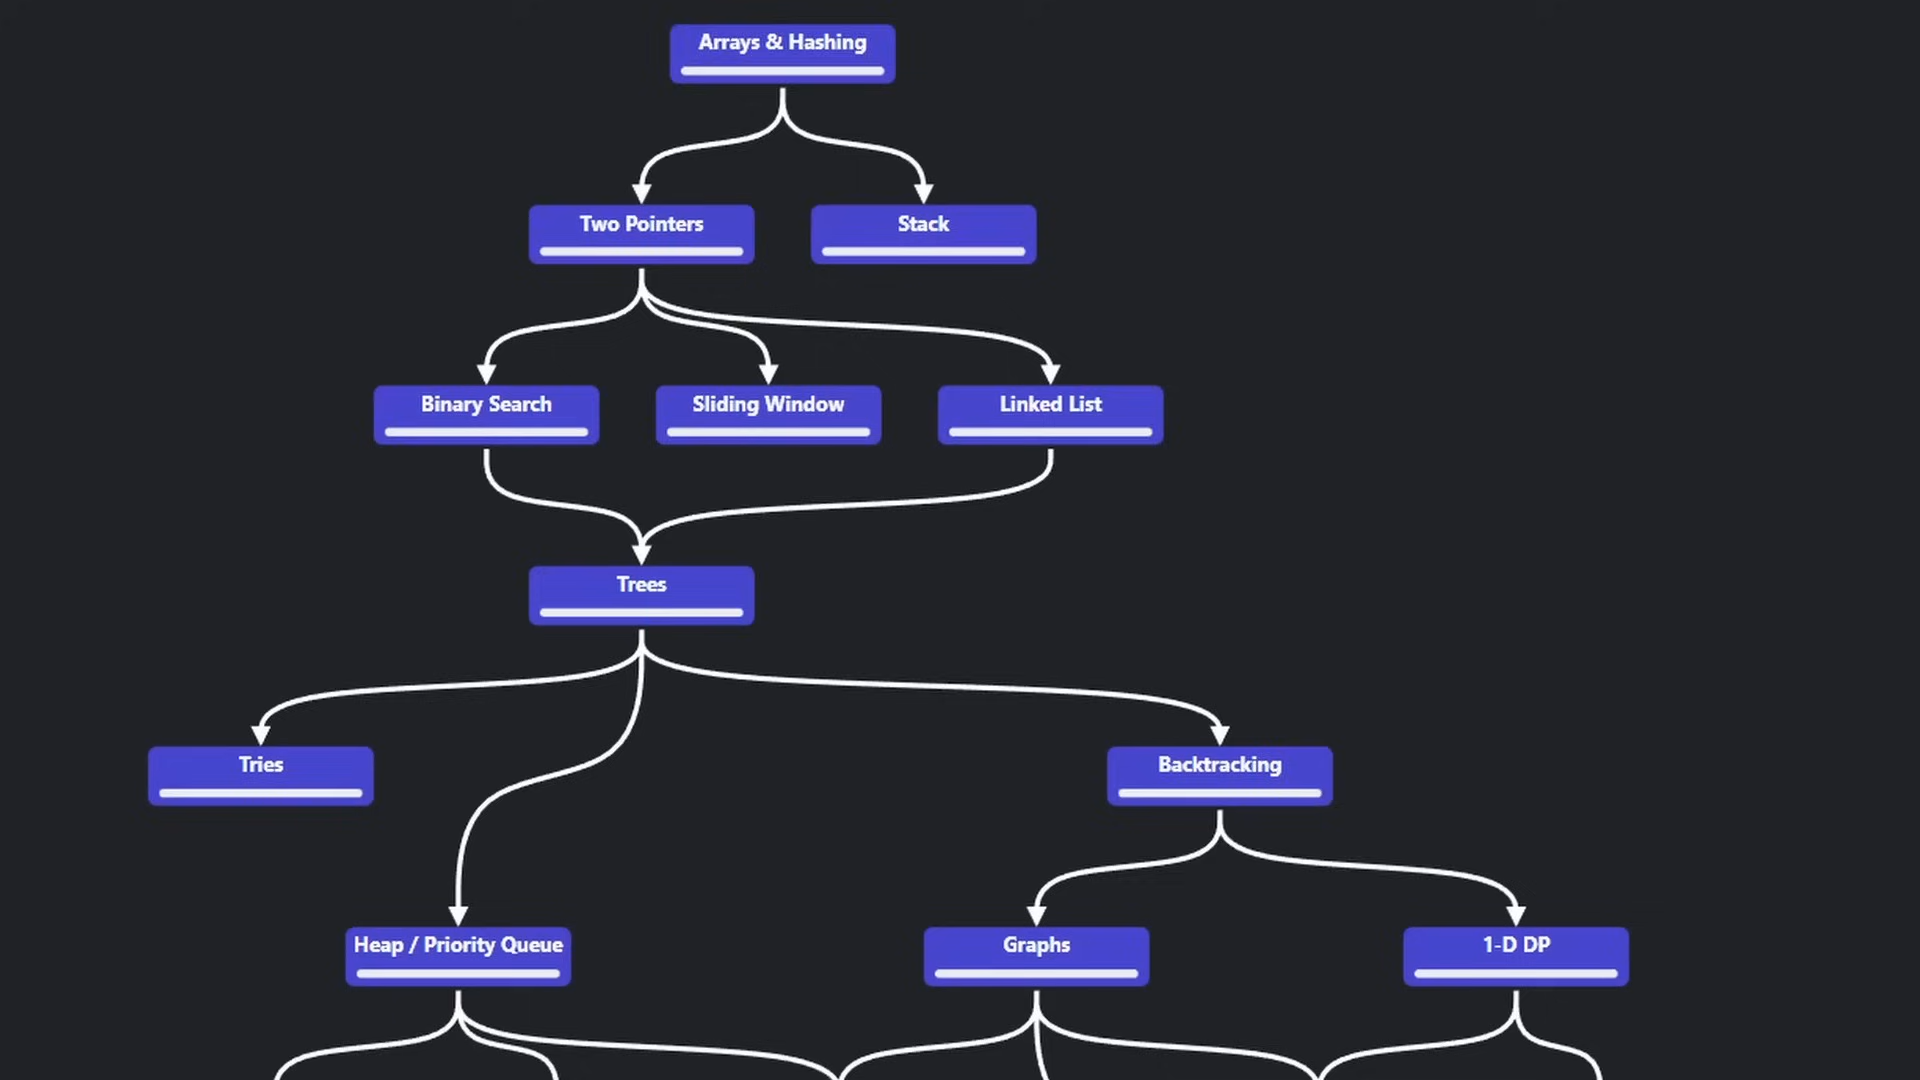 Arrays & Hashing
Two Pointers
Stack
Binary Search
Sliding Window
Linked List
Trees
Tries
Backtracking
Heap / Priority Queue
Graphs
1-D DP